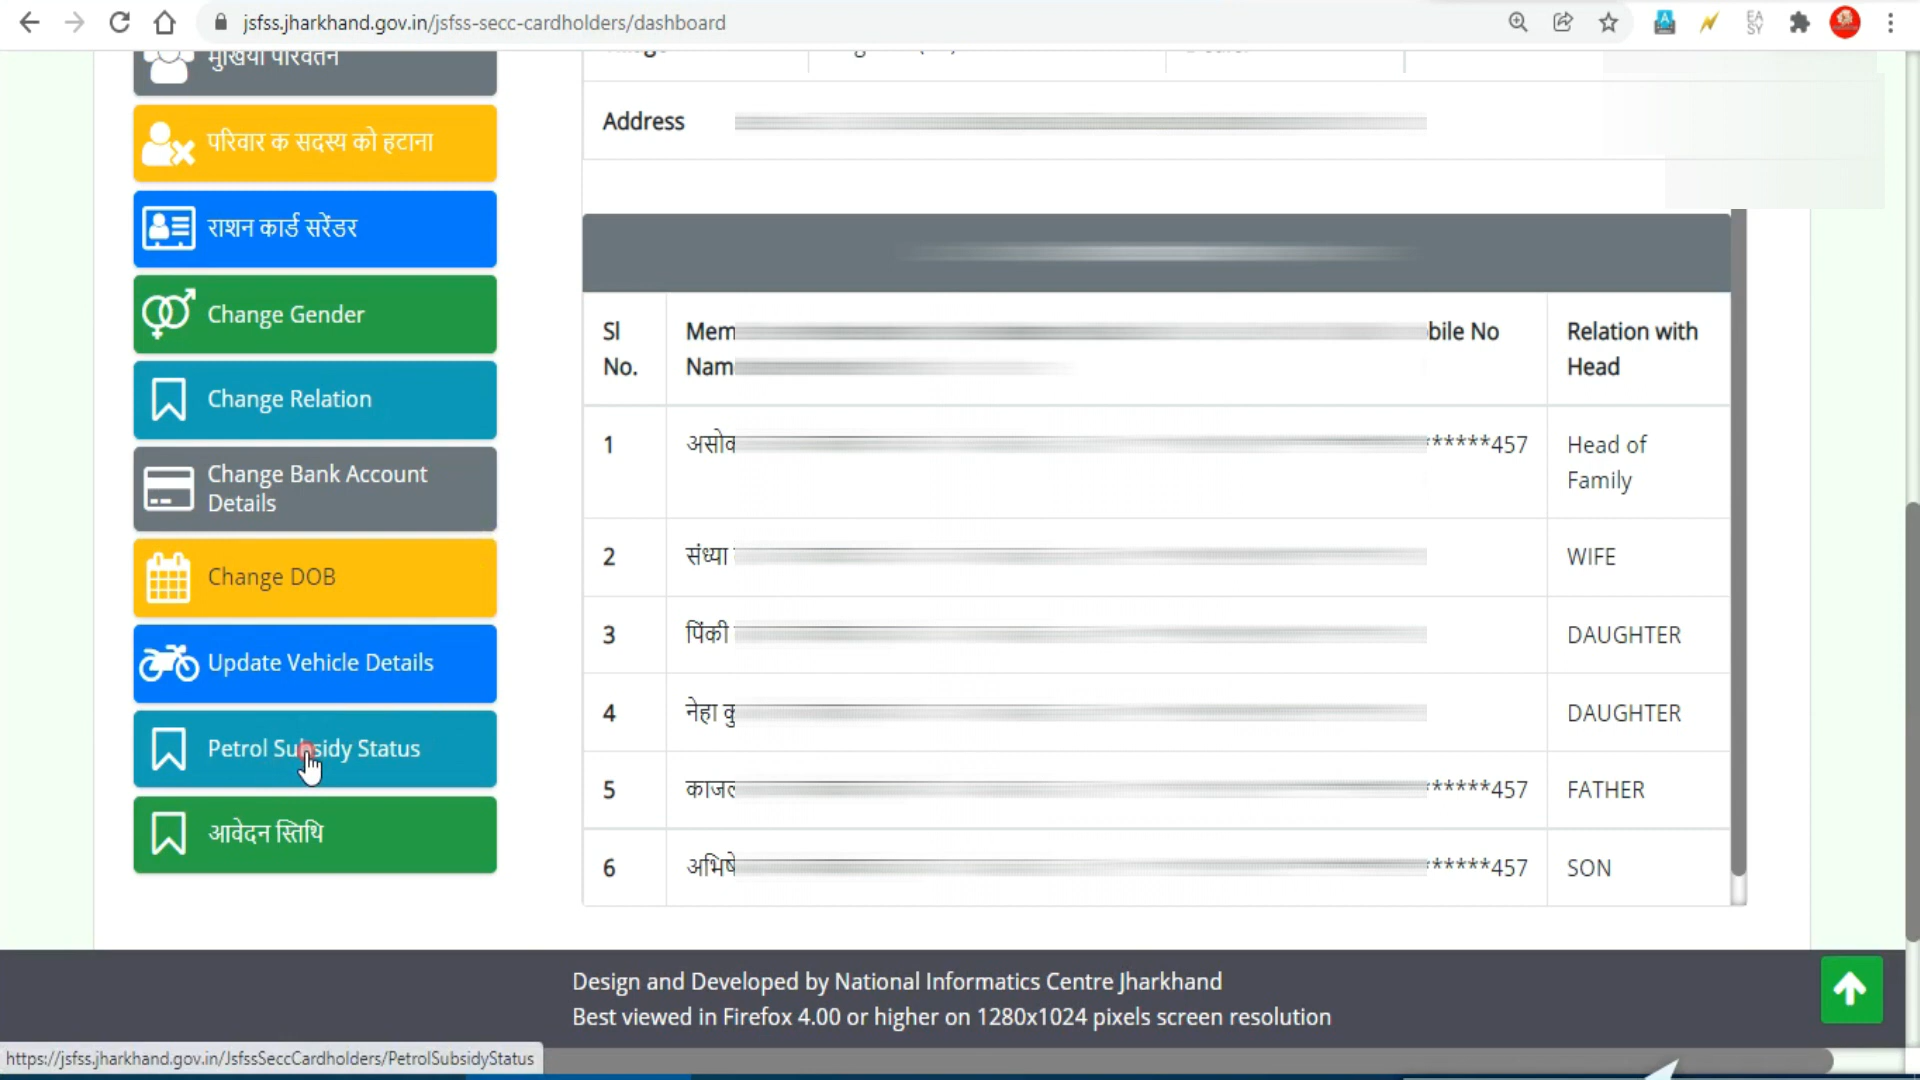 jsfss.jharkhand.gov.in/jsfss-secc-cardholders/dashboard
मुखिया परिवर्तन
परिवार क सदस्य को हटाना
राशन कार्ड सरेंडर
Change Gender
Change Relation
Change Bank Account
Details
Change DOB
Update Vehicle Details
Petrol Subsidy Status
आवेदन स्तिथि
Address
Sl
No.
Mem
Nam
bile No
Relation with
Head
1 असोक ******457 Head of
Family
2 संध्या WIFE
3 पिंकी DAUGHTER
4 नेहा कु DAUGHTER
5 काजल ******457 FATHER
6 अभिषे ******457 SON
Design and Developed by National Informatics Centre Jharkhand
Best viewed in Firefox 4.00 or higher on 1280x1024 pixels screen resolution
https://jsfss.jharkhand.gov.in/JsfssSeccCardholders/PetrolSubsidyStatus